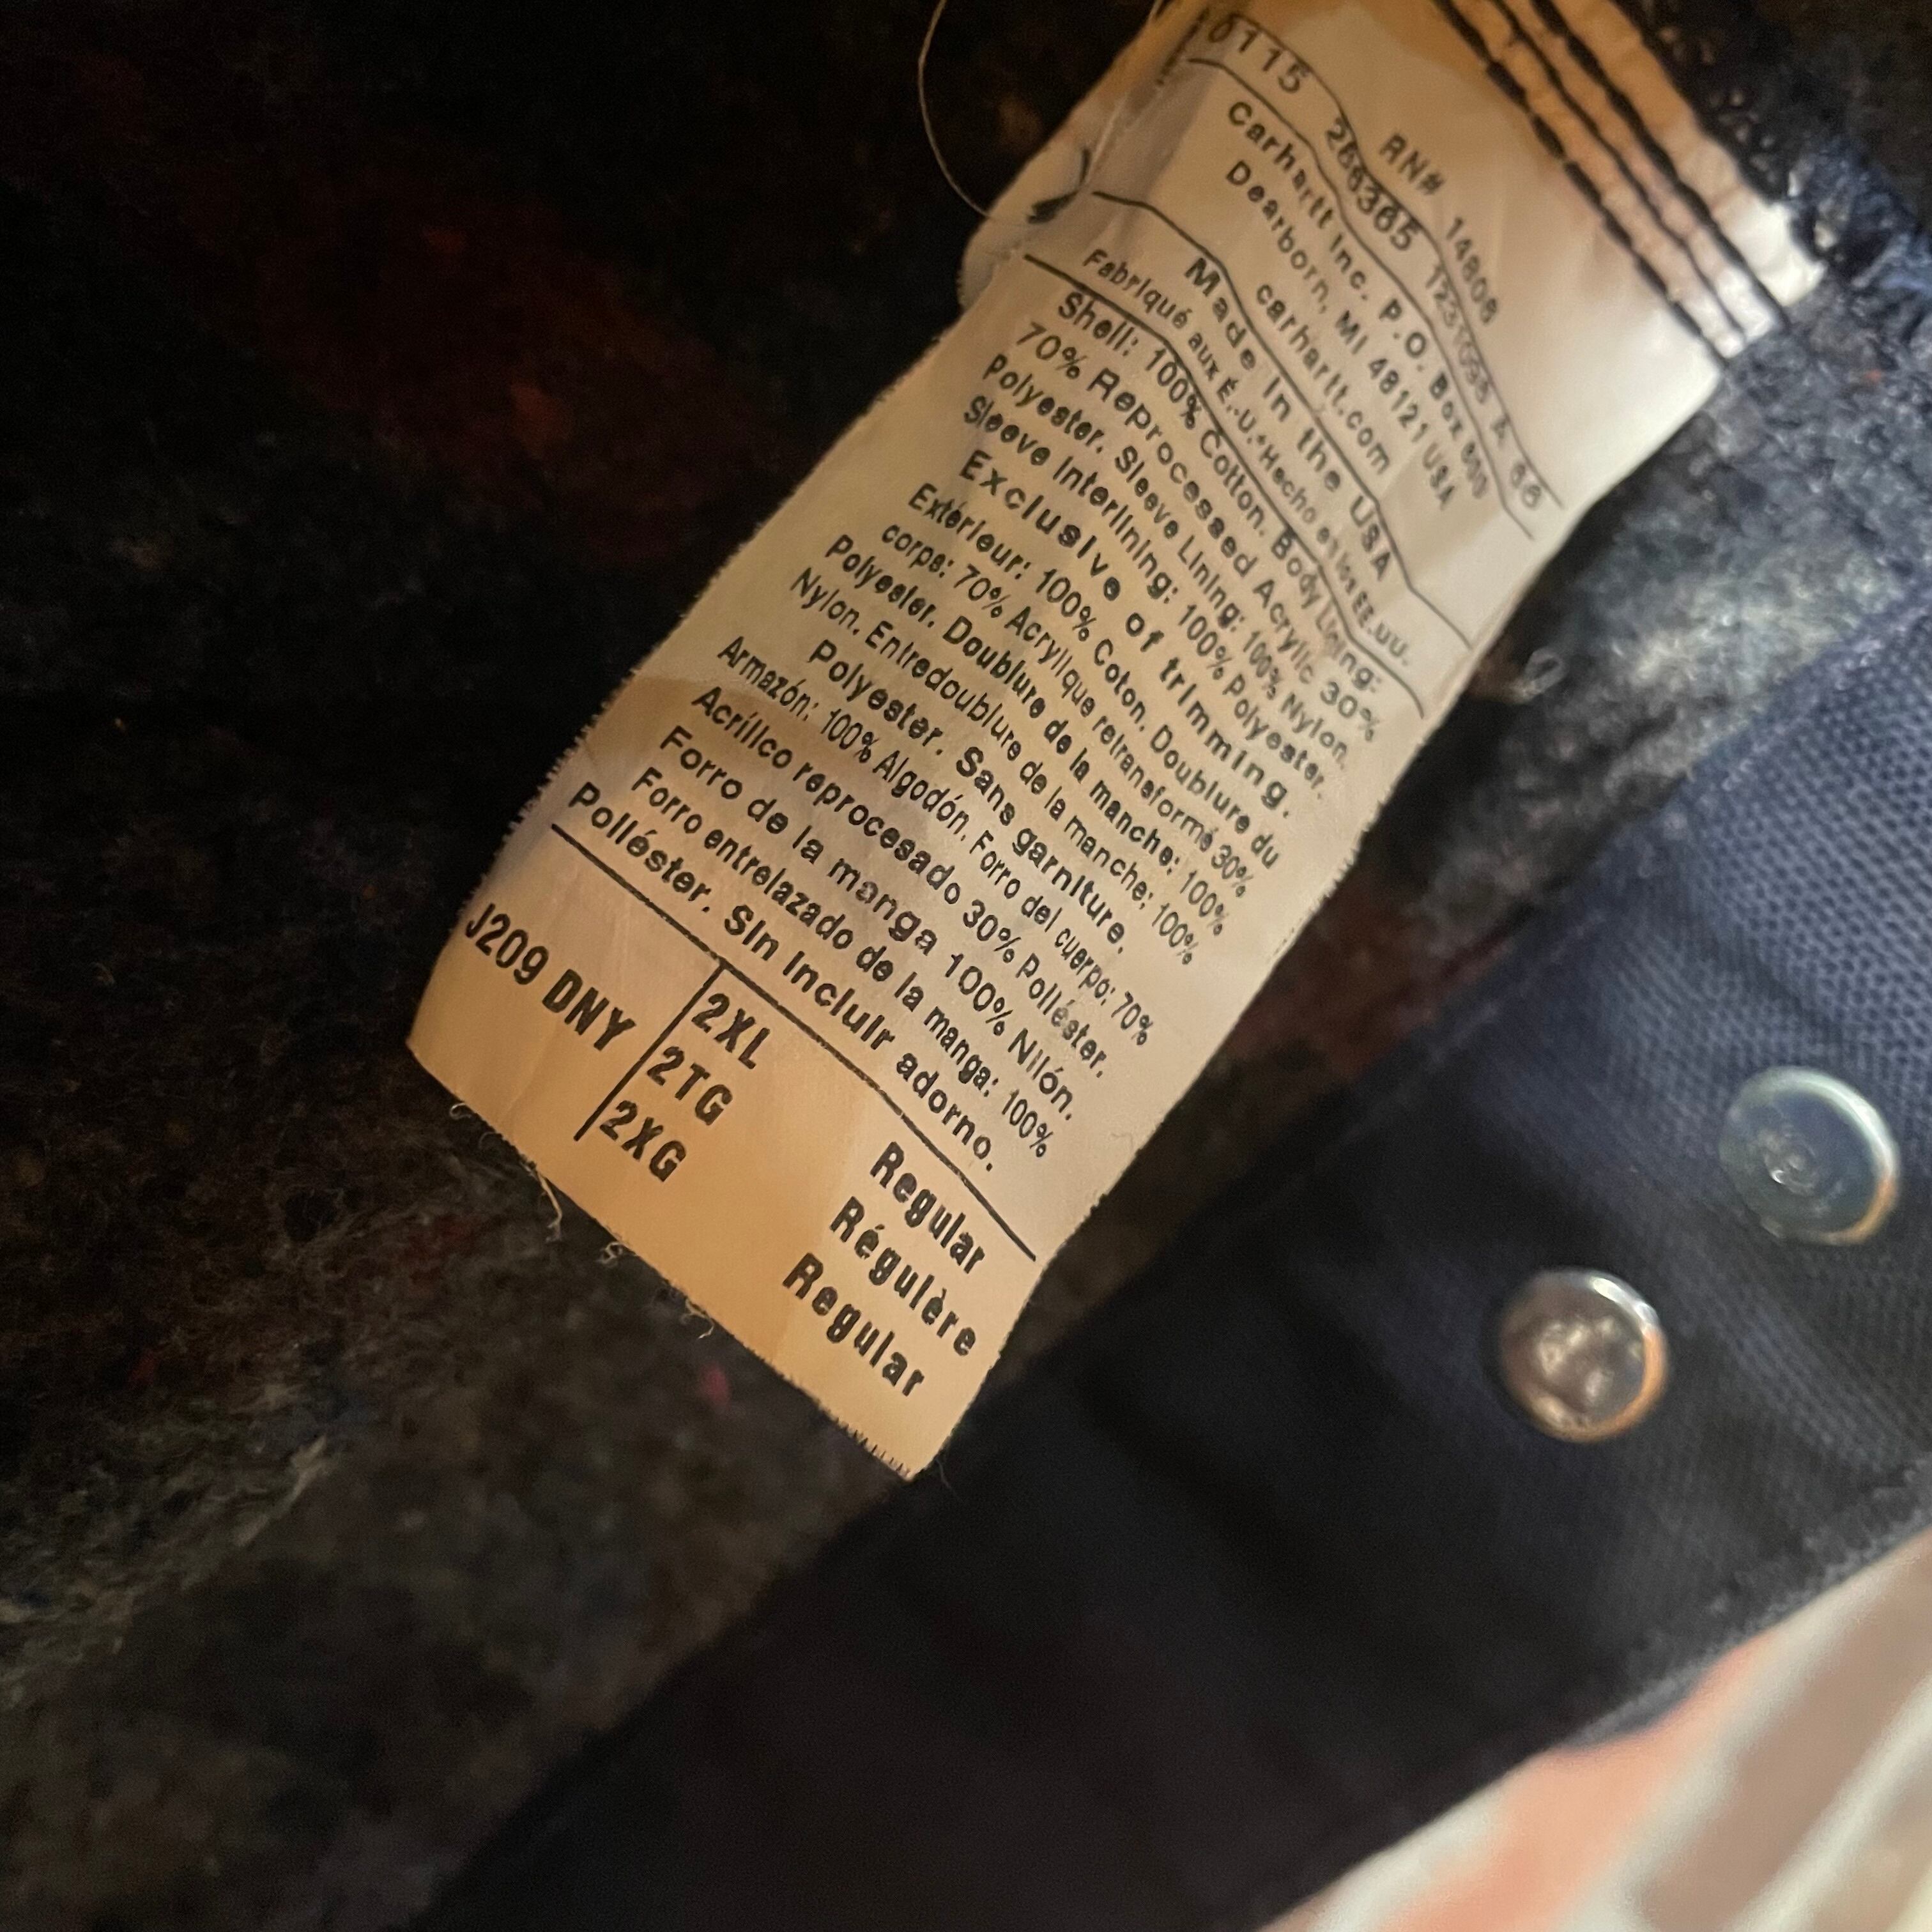 RN# 14806
0115 266365 1231093 A 66
Carhartt Inc. P.O. Box 600
Dearborn, MI 48121 USA
carhartt.com
Made in the USA
Fabriqué aux É.-U.•Hecho en los EE.UU.
Shell: 100% Cotton. Body Lining:
70% Reprocessed Acrylic 30%
Polyester. Sleeve Lining: 100% Nylon.
Sleeve Interlining: 100% Polyester.
Exclusive of trimming.
Extérieur: 100% Coton. Doublure du
corps: 70% Acrylique retransformé 30%
Polyester. Doublure de la manche: 100%
Nylon. Entredoublure de la manche: 100%
Polyester. Sans garniture.
Armazón: 100% Algodón. Forro del cuerpo: 70%
Acrílico reprocesado 30% Poliéster.
Forro de la manga 100% Nilón.
Forro entrelazado de la manga: 100%
Poliéster. Sin incluir adorno.
J209 DNY 2XL Regular
2TG Régulère
2XG Regular